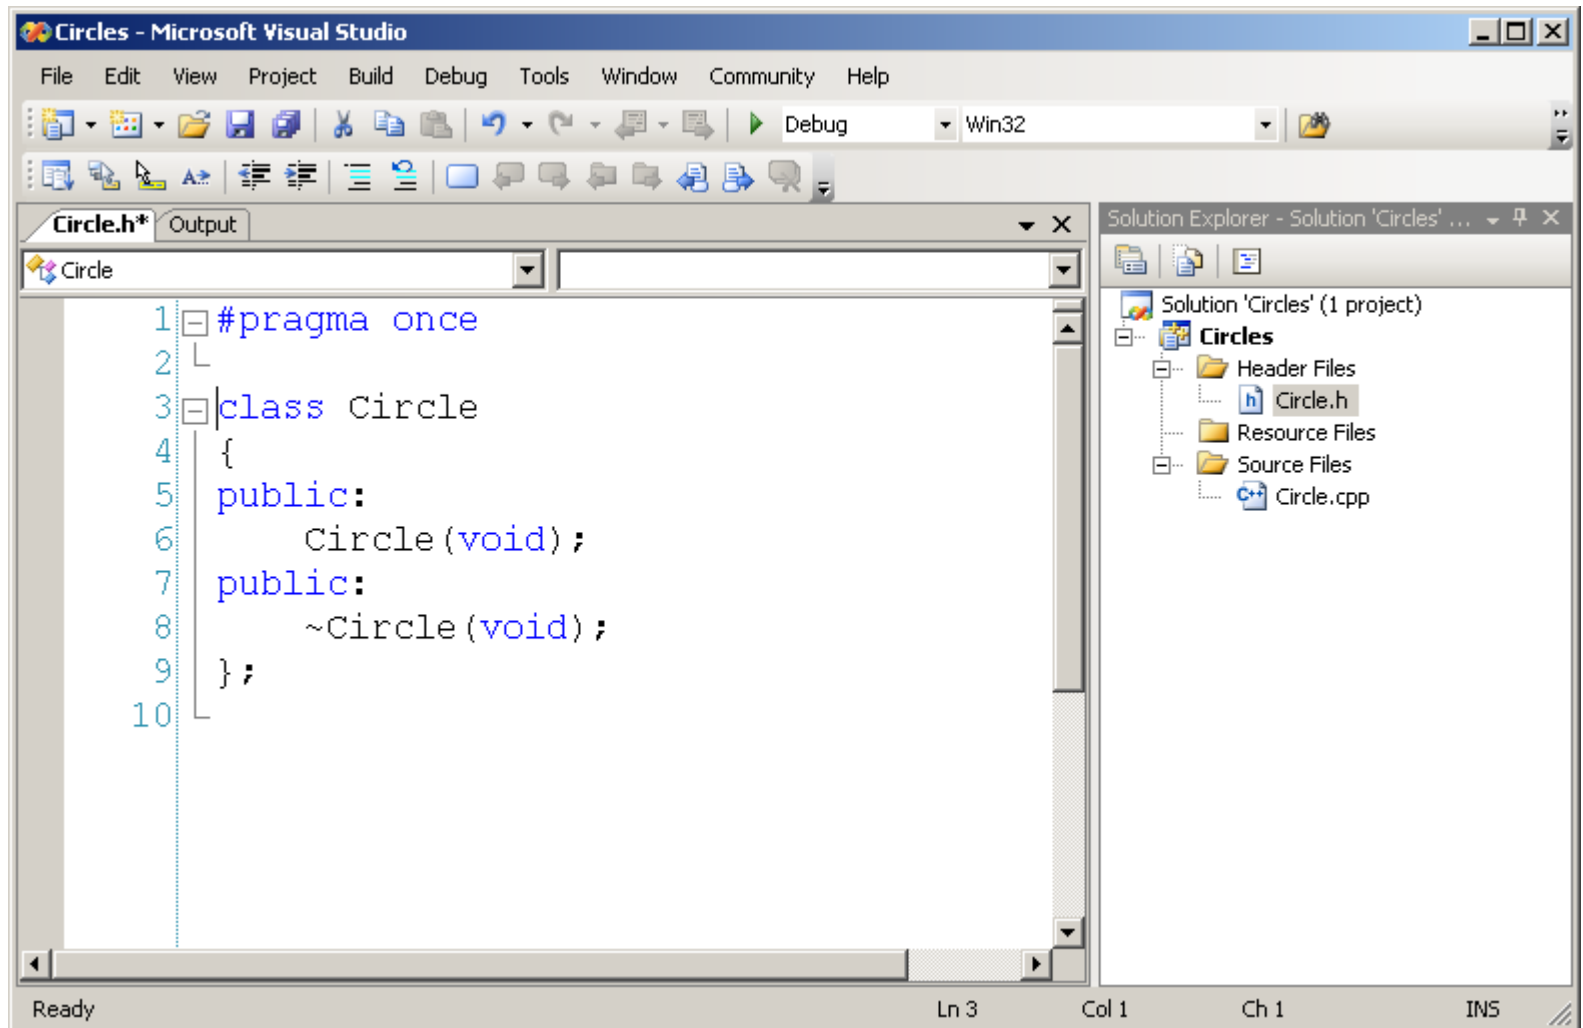 Circles - Microsoft Visual Studio
File Edit View Project Build Debug Tools Window Community Help
Debug Win32
Circle.h* Output
Circle
1 #pragma once
2
3 class Circle
4 {
5 public:
6     Circle(void);
7 public:
8     ~Circle(void);
9 };
10
Solution Explorer - Solution 'Circles' ...
Solution 'Circles' (1 project)
Circles
Header Files
Circle.h
Resource Files
Source Files
Circle.cpp
Ready Ln 3 Col 1 Ch 1 INS